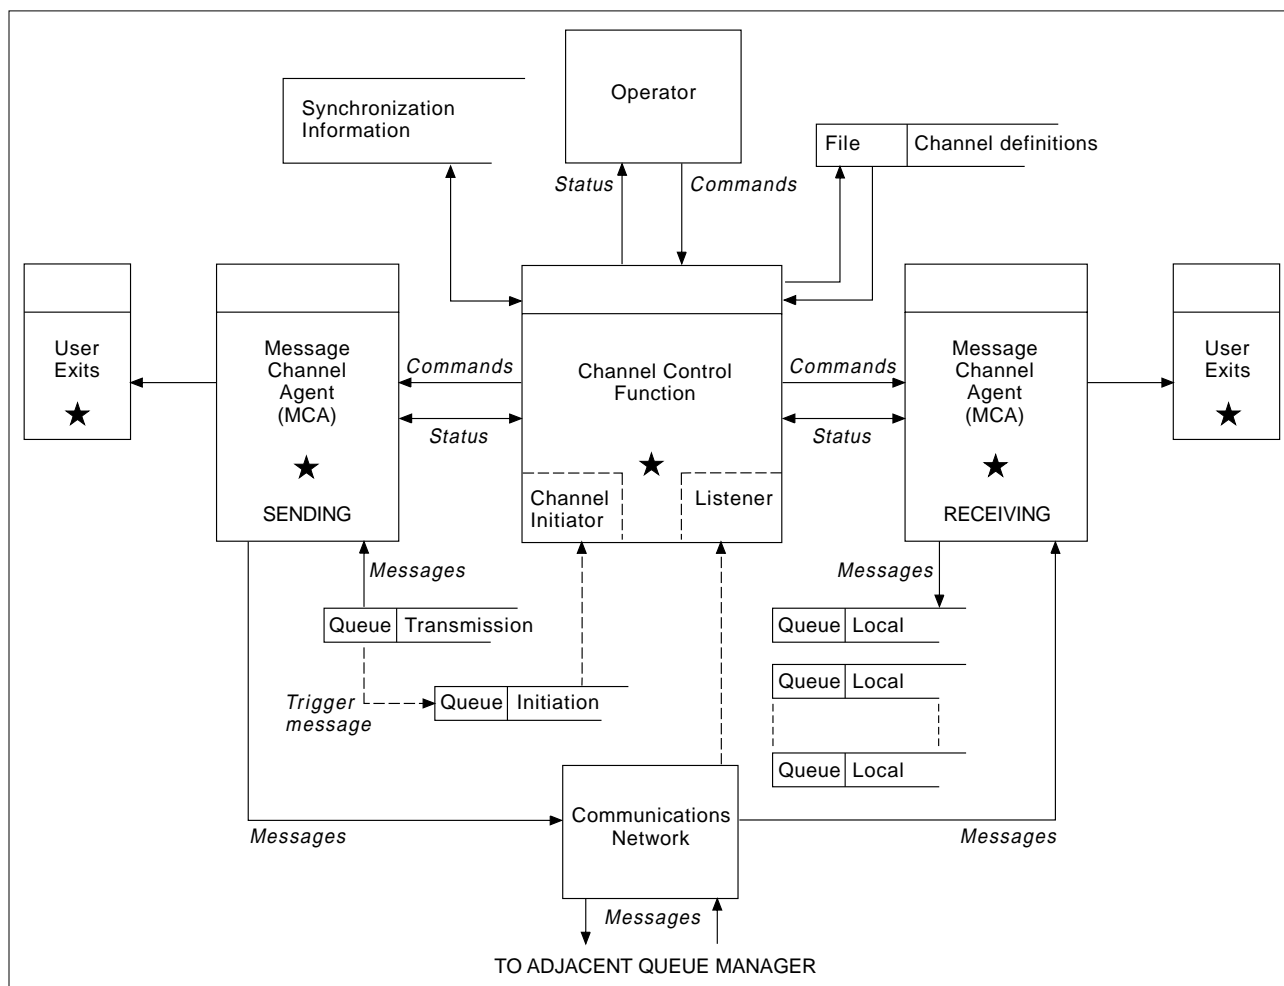 Operator
Synchronization
Information
File
Channel definitions
Status
Commands
User
Exits
Message
Channel
Agent
(MCA)
SENDING
Commands
Status
Channel Control
Function
Channel
Initiator
Listener
Commands
Status
Message
Channel
Agent
(MCA)
RECEIVING
User
Exits
Messages
Queue
Transmission
Trigger
message
Queue
Initiation
Messages
Queue
Local
Queue
Local
Queue
Local
Messages
Communications
Network
Messages
Messages
TO ADJACENT QUEUE MANAGER